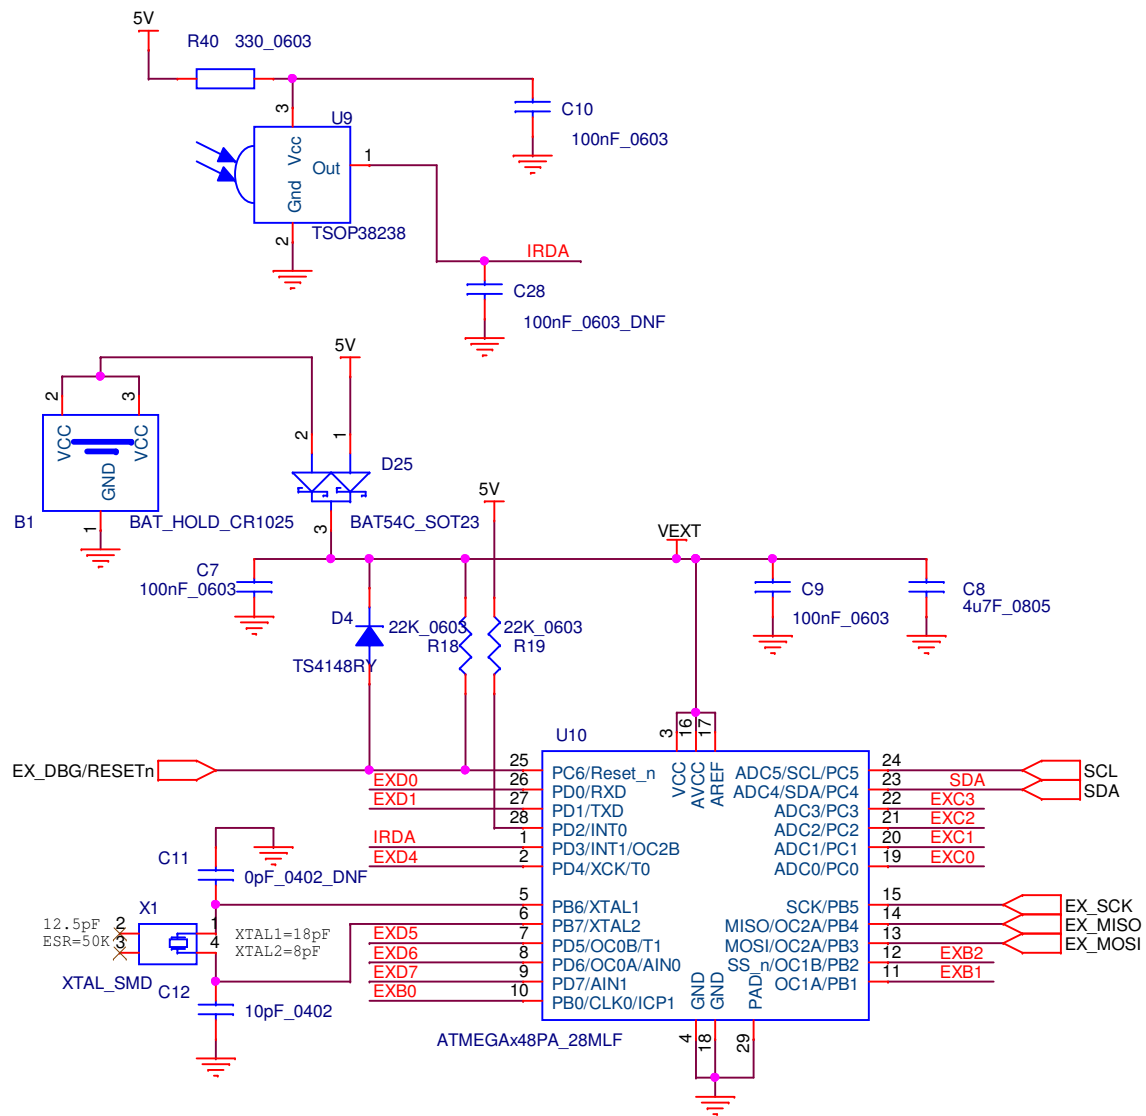 5V
R40 330_0603
3
U9
Vcc
Gnd
Out
1
2
TSOP38238
C10
100nF_0603
IRDA
C28
100nF_0603_DNF
5V
2
3
VCC
VCC
GND
1
B1
BAT_HOLD_CR1025
2
1
D25
3
BAT54C_SOT23
5V
VEXT
C7
100nF_0603
C9
100nF_0603
C8
4u7F_0805
D4
TS4148RY
22K_0603
R18
22K_0603
R19
U10
3
16
17
VCC
AVCC
AREF
EX_DBG/RESETn
25
PC6/Reset_n
EXD0
26
PD0/RXD
EXD1
27
PD1/TXD
28
PD2/INT0
IRDA
1
PD3/INT1/OC2B
EXD4
2
PD4/XCK/T0
5
PB6/XTAL1
6
PB7/XTAL2
EXD5
7
PD5/OC0B/T1
EXD6
8
PD6/OC0A/AIN0
EXD7
9
PD7/AIN1
EXB0
10
PB0/CLK0/ICP1
ADC5/SCL/PC5
24
SCL
ADC4/SDA/PC4
23
SDA
SDA
ADC3/PC3
22
EXC3
ADC2/PC2
21
EXC2
ADC1/PC1
20
EXC1
ADC0/PC0
19
EXC0
SCK/PB5
15
EX_SCK
MISO/OC2A/PB4
14
EX_MISO
MOSI/OC2A/PB3
13
EX_MOSI
SS_n/OC1B/PB2
12
EXB2
OC1A/PB1
11
EXB1
GND
GND
PAD
4
18
29
ATMEGAx48PA_28MLF
C11
0pF_0402_DNF
X1
12.5pF
ESR=50K
2
3
1
4
XTAL1=18pF
XTAL2=8pF
XTAL_SMD
C12
10pF_0402